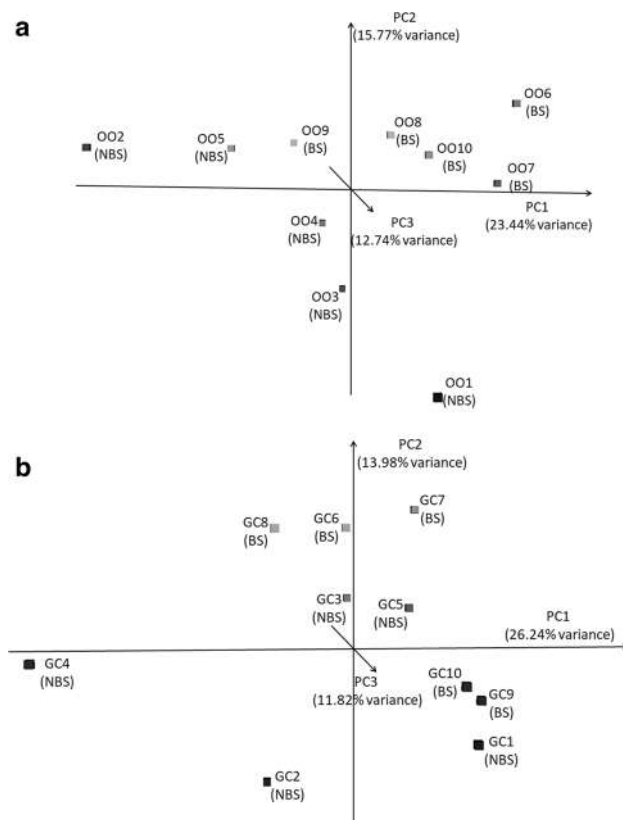 a
PC2
(15.77% variance)
OO6
(BS)
OO2
(NBS)
OO5
(NBS)
OO9
(BS)
OO8
(BS)
OO10
(BS)
OO7
(BS)
PC1
(23.44% variance)
OO4
(NBS)
PC3
(12.74% variance)
OO3
(NBS)
OO1
(NBS)
b
PC2
(13.98% variance)
GC8
(BS)
GC6
(BS)
GC7
(BS)
GC3
(NBS)
GC5
(NBS)
PC1
(26.24% variance)
GC4
(NBS)
PC3
(11.82% variance)
GC10
(BS)
GC9
(BS)
GC1
(NBS)
GC2
(NBS)